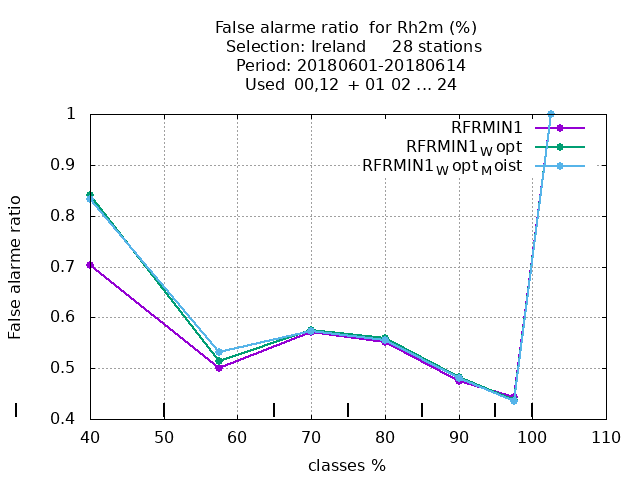 False alarme ratio  for Rh2m (%)
Selection: Ireland     28 stations
Period: 20180601-20180614
Used  00,12  + 01 02 ... 24
False alarme ratio
1
0.9
0.8
0.7
0.6
0.5
0.4
RFRMIN1
RFRMIN1W opt
RFRMIN1W optMoist
40 50 60 70 80 90 100 110
classes %